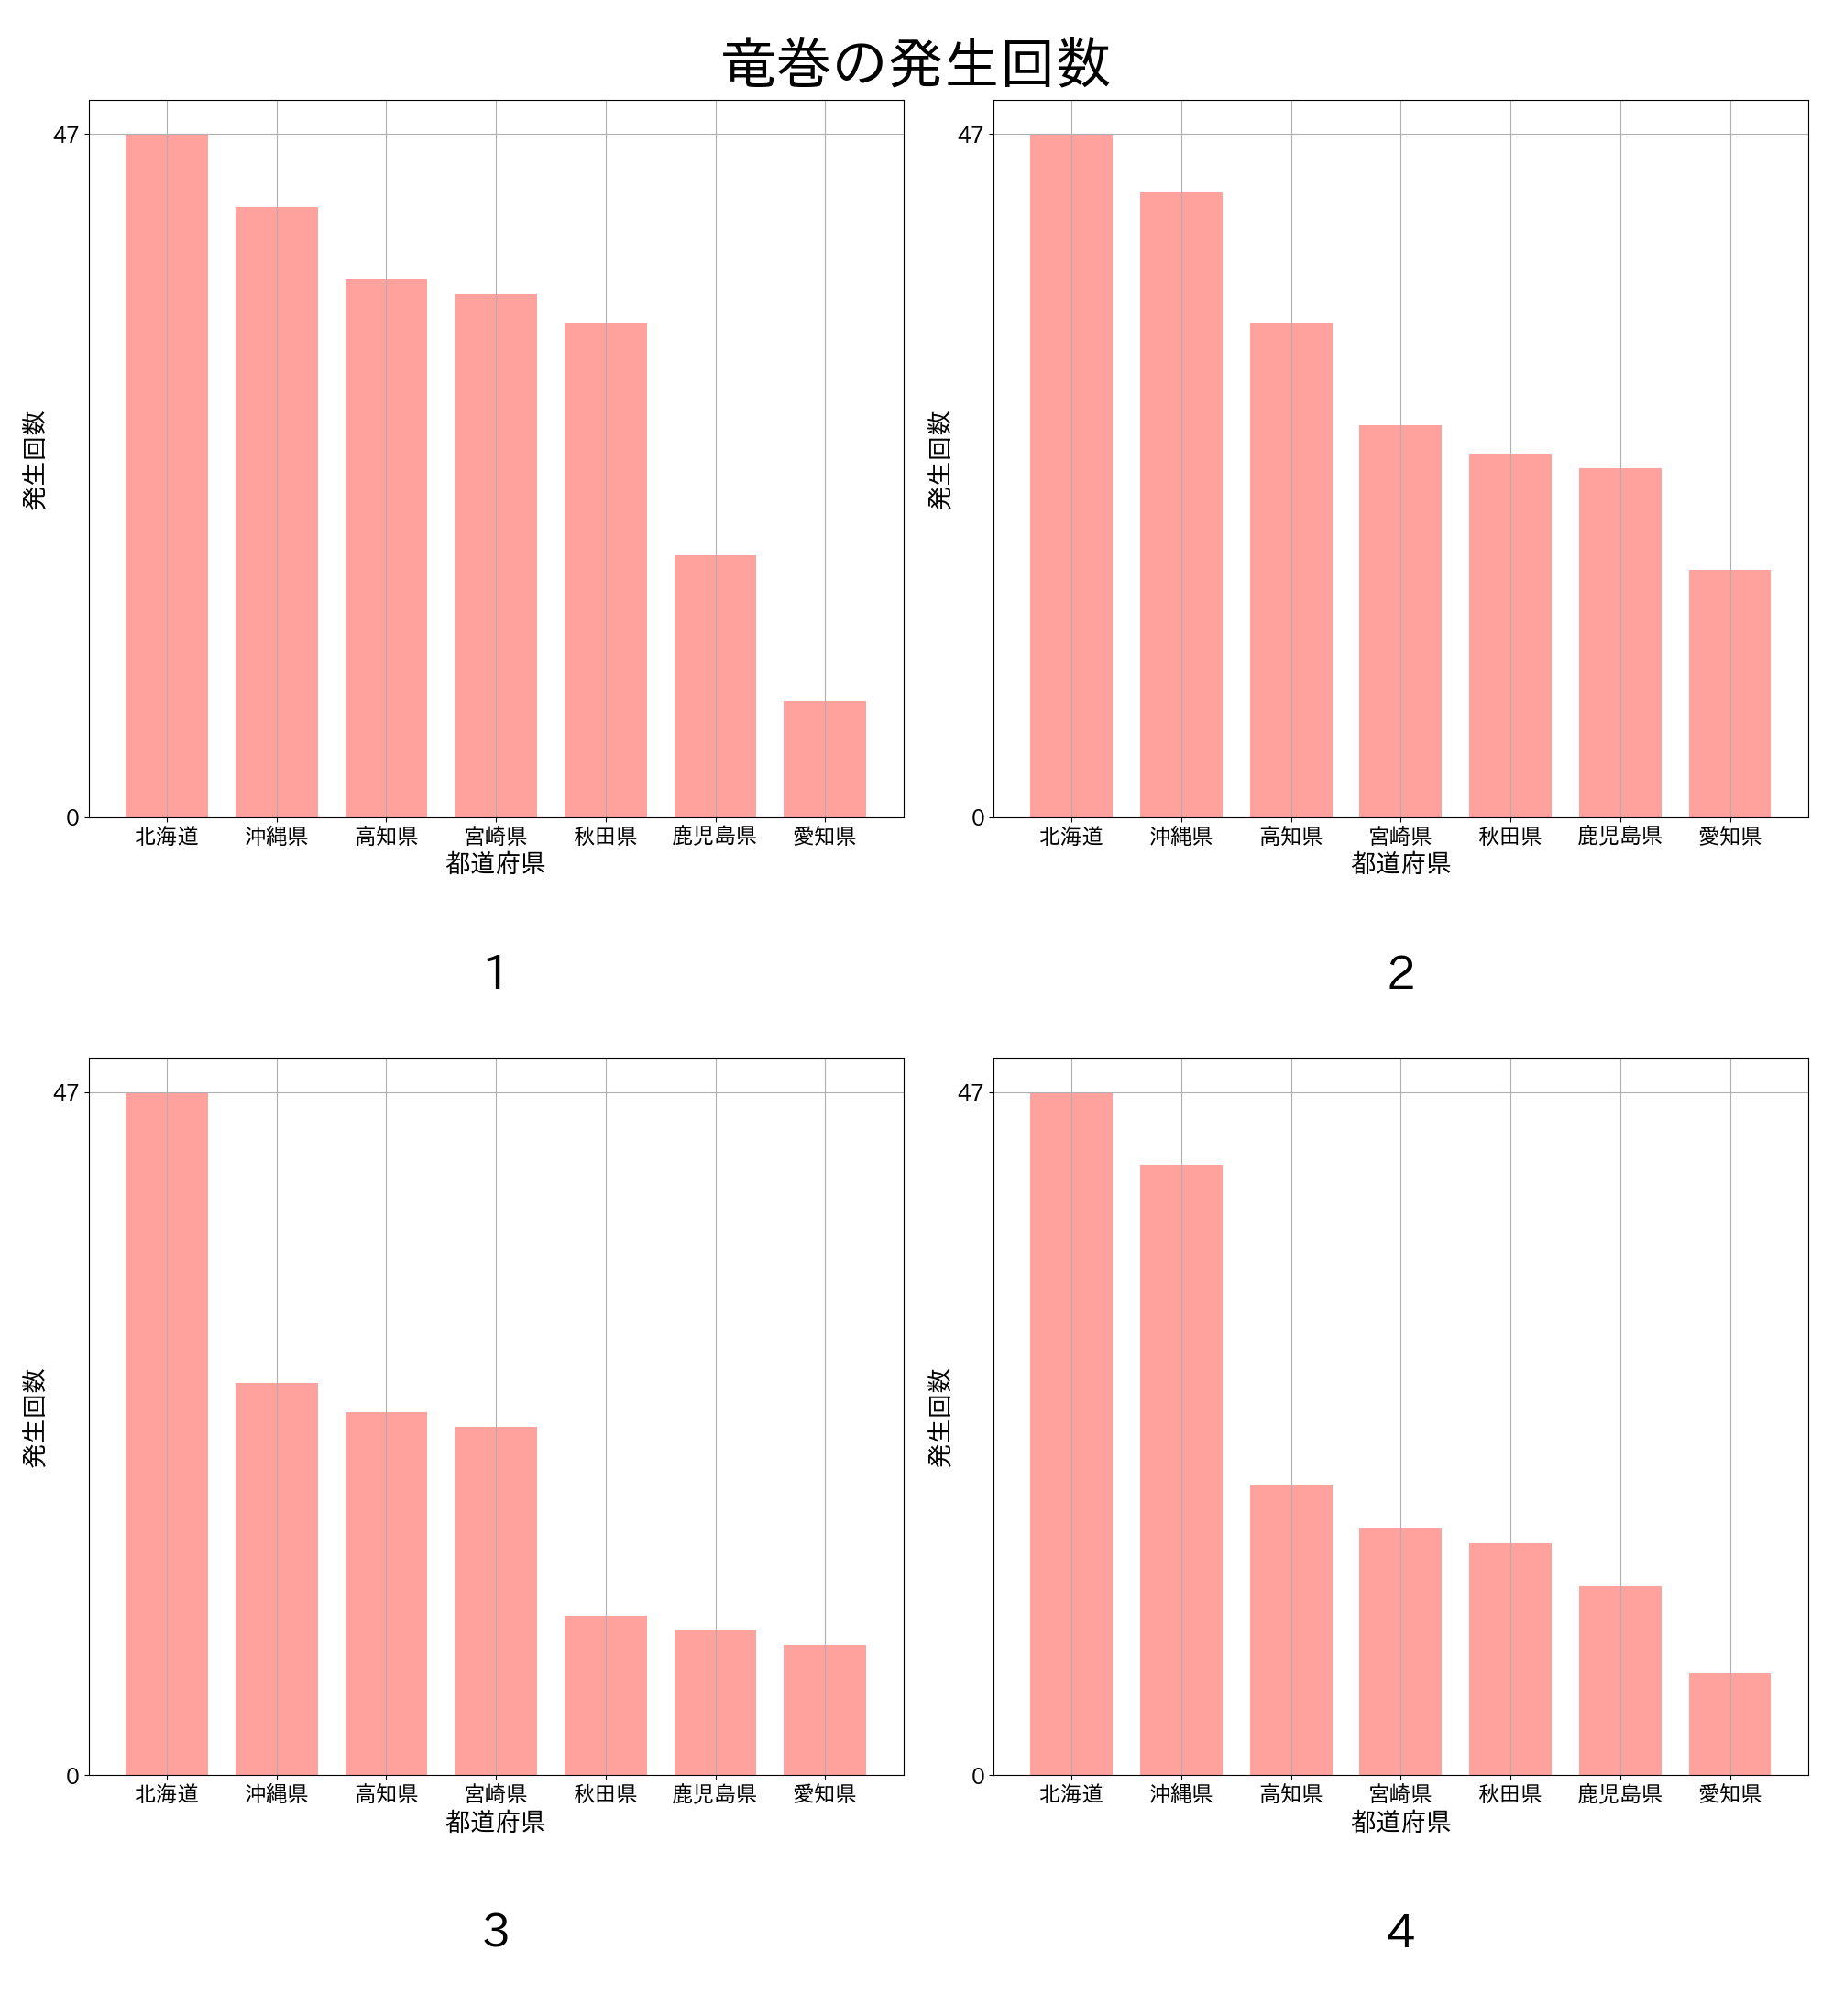 竜巻の発生回数
47
0
発生回数
北海道 沖縄県 高知県 宮崎県 秋田県 鹿児島県 愛知県
都道府県
1
47
0
発生回数
北海道 沖縄県 高知県 宮崎県 秋田県 鹿児島県 愛知県
都道府県
2
47
0
発生回数
北海道 沖縄県 高知県 宮崎県 秋田県 鹿児島県 愛知県
都道府県
3
47
0
発生回数
北海道 沖縄県 高知県 宮崎県 秋田県 鹿児島県 愛知県
都道府県
4